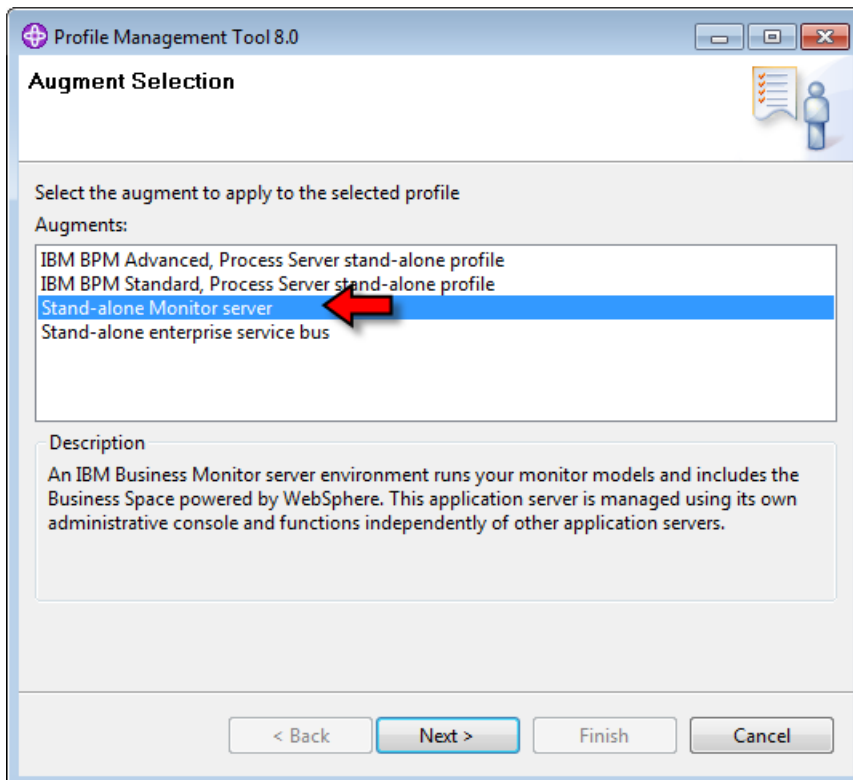 Profile Management Tool 8.0
Augment Selection
Select the augment to apply to the selected profile
Augments:
IBM BPM Advanced, Process Server stand-alone profile
IBM BPM Standard, Process Server stand-alone profile
Stand-alone Monitor server
Stand-alone enterprise service bus
Description
An IBM Business Monitor server environment runs your monitor models and includes the
Business Space powered by WebSphere. This application server is managed using its own
administrative console and functions independently of other application servers.
< Back Next > Finish Cancel